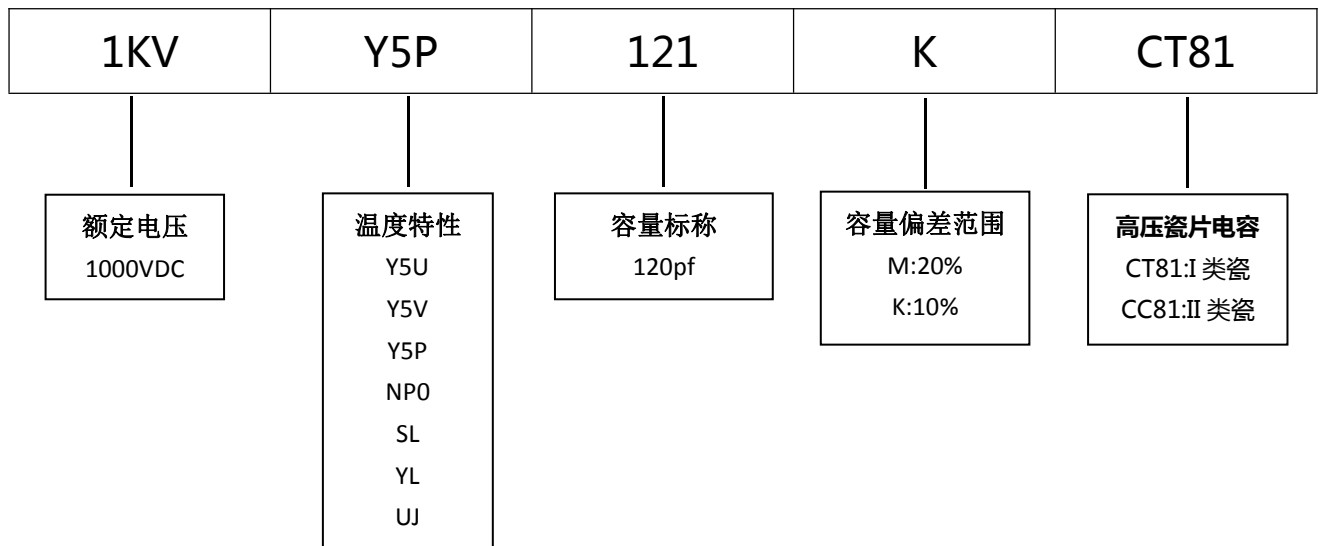 1KV Y5P 121 K CT81
额定电压
1000VDC
温度特性
Y5U
Y5V
Y5P
NP0
SL
YL
UJ
容量标称
120pf
容量偏差范围
M:20%
K:10%
高压瓷片电容
CT81:I 类瓷
CC81:II 类瓷